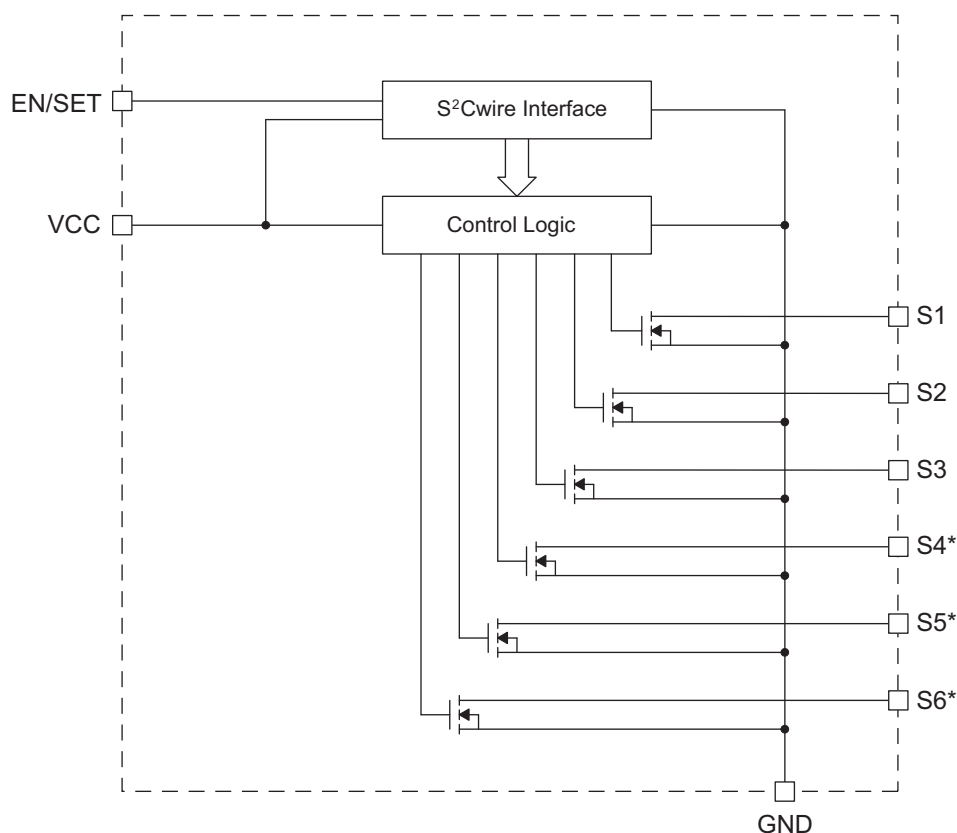 EN/SET
S²Cwire Interface
VCC
Control Logic
S1
S2
S3
S4*
S5*
S6*
GND